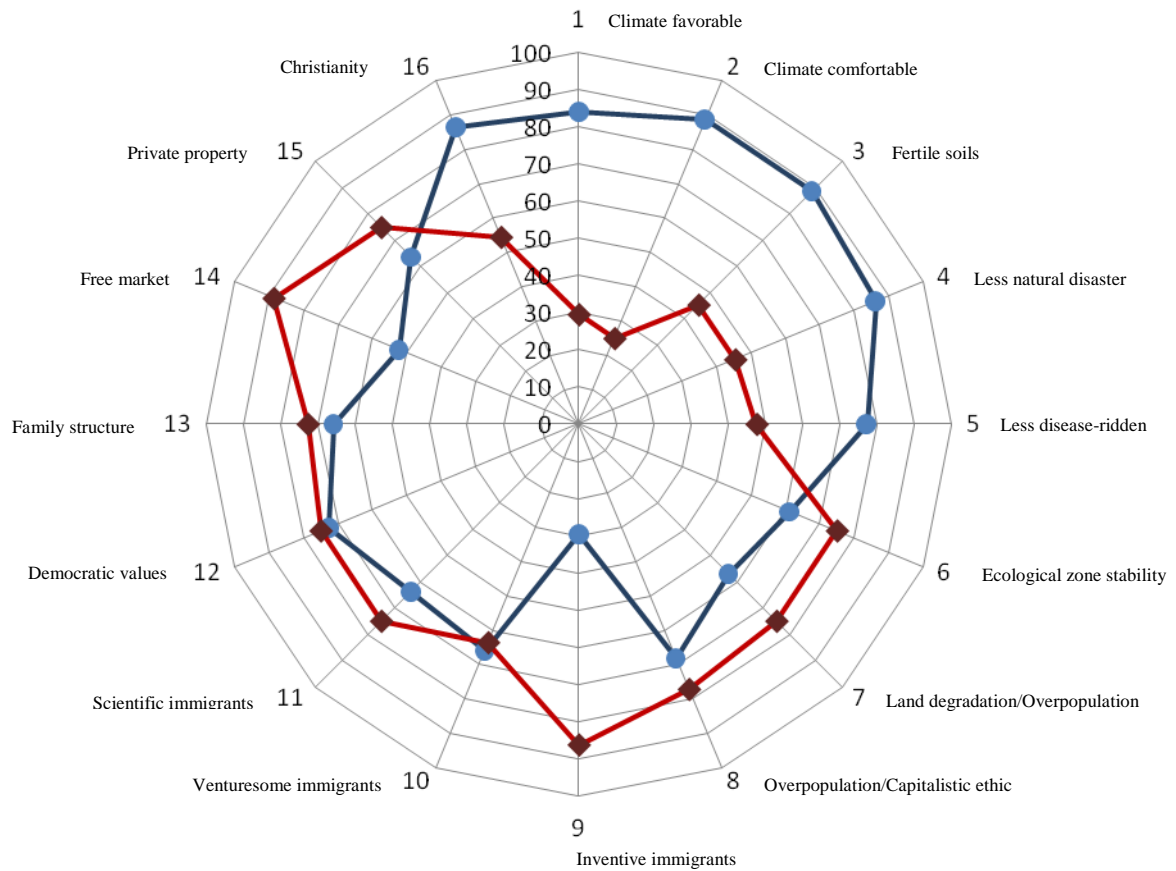 1 Climate favorable
2 Climate comfortable
3 Fertile soils
4 Less natural disaster
5 Less disease-ridden
6 Ecological zone stability
7 Land degradation/Overpopulation
8 Overpopulation/Capitalistic ethic
9
Inventive immigrants
Venturesome immigrants 10
Scientific immigrants 11
Democratic values 12
Family structure 13
Free market 14
Private property 15
Christianity 16
100
90
80
70
60
50
40
30
20
10
0